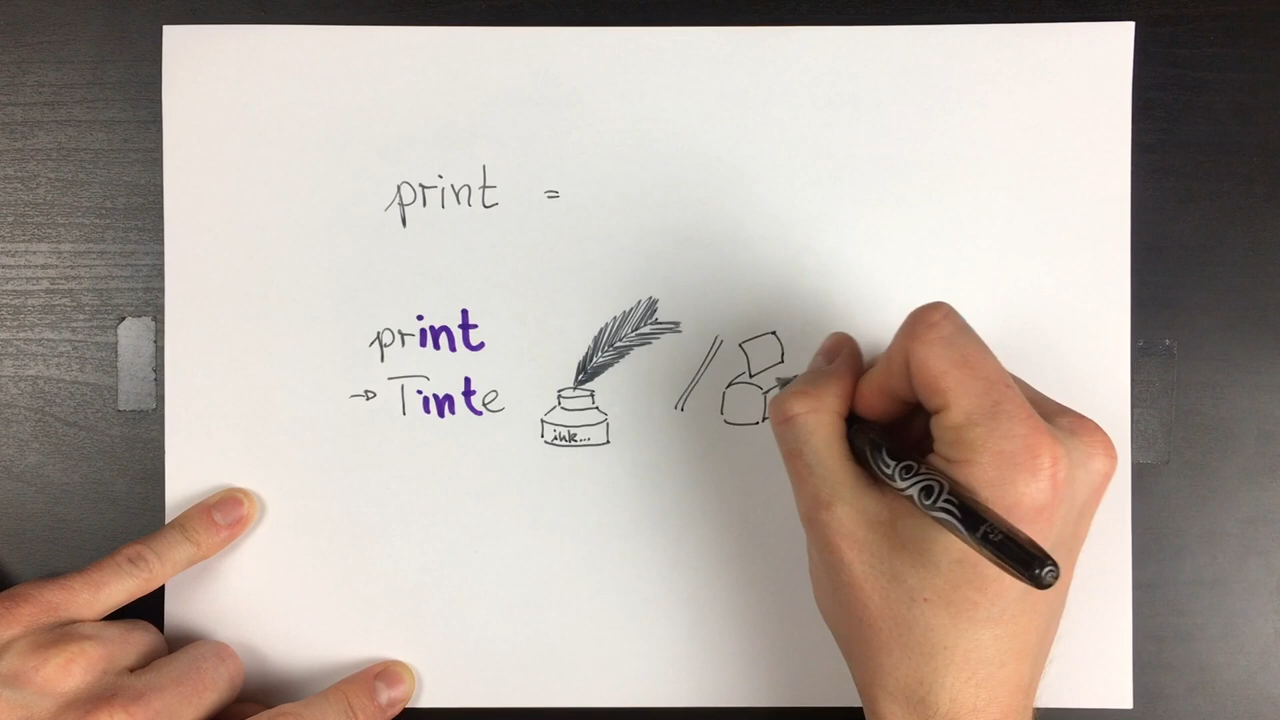 print =
print
→ Tinte
ink...